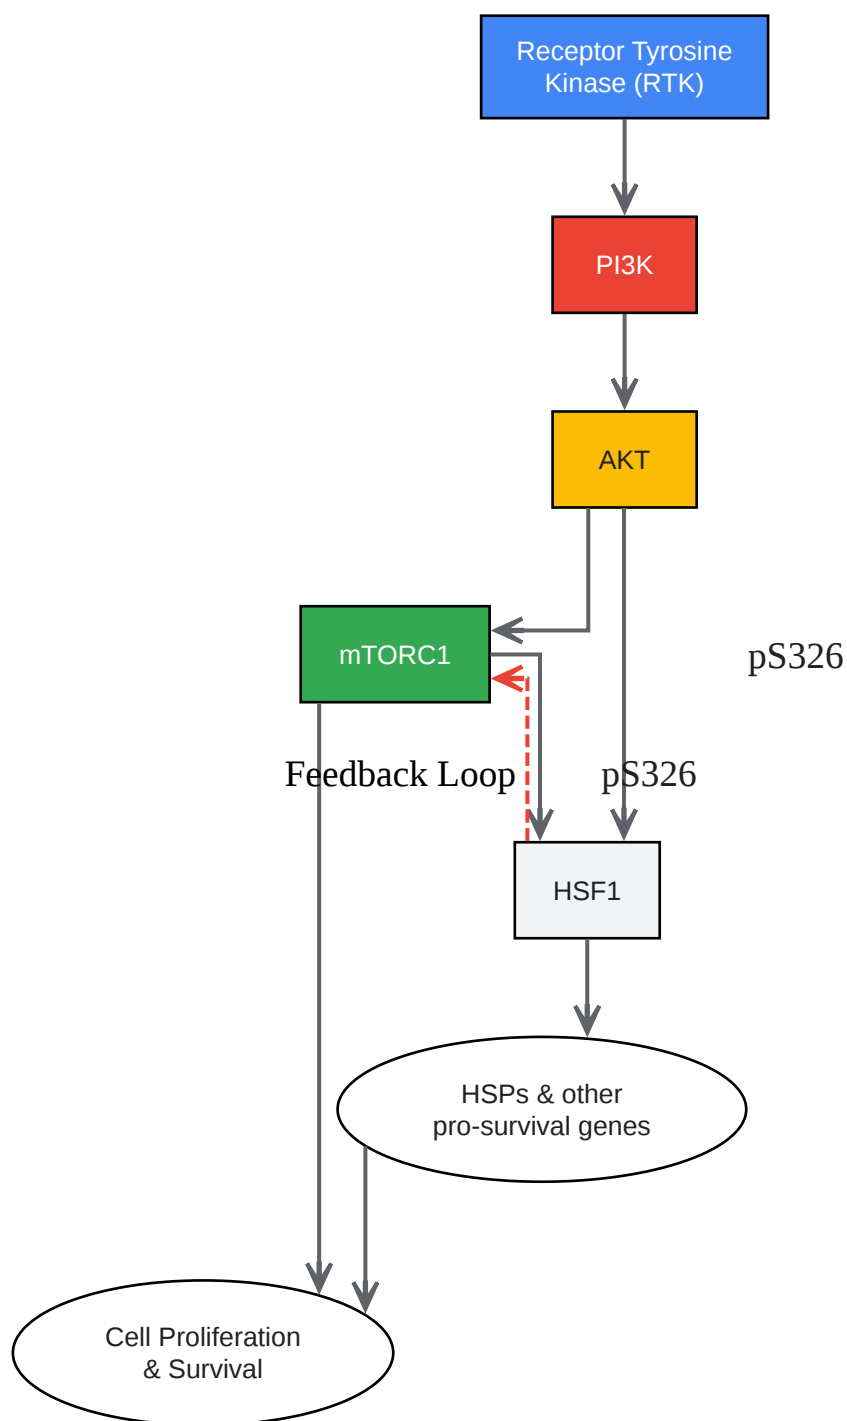 Receptor Tyrosine
Kinase (RTK)
PI3K
AKT
mTORC1
pS326
Feedback Loop
pS326
HSF1
HSPs & other
pro-survival genes
Cell Proliferation
& Survival